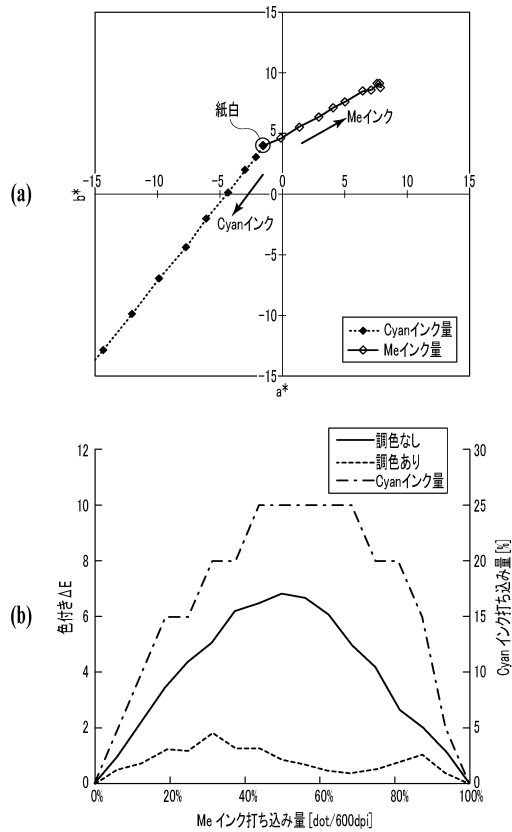 (a)
15
10
5
-15
-10
-5
0
5
10
15
-5
-10
-15
b*
a*
紙白
Meインク
Cyanインク
Cyanインク量
Meインク量
(b)
調色なし
調色あり
Cyanインク量
12
10
8
6
4
2
0
色付きΔE
30
25
20
15
10
5
0
Cyan インク打ち込み量 [%]
0%
20%
40%
60%
80%
100%
Me インク打ち込み量 [dot/600dpi]